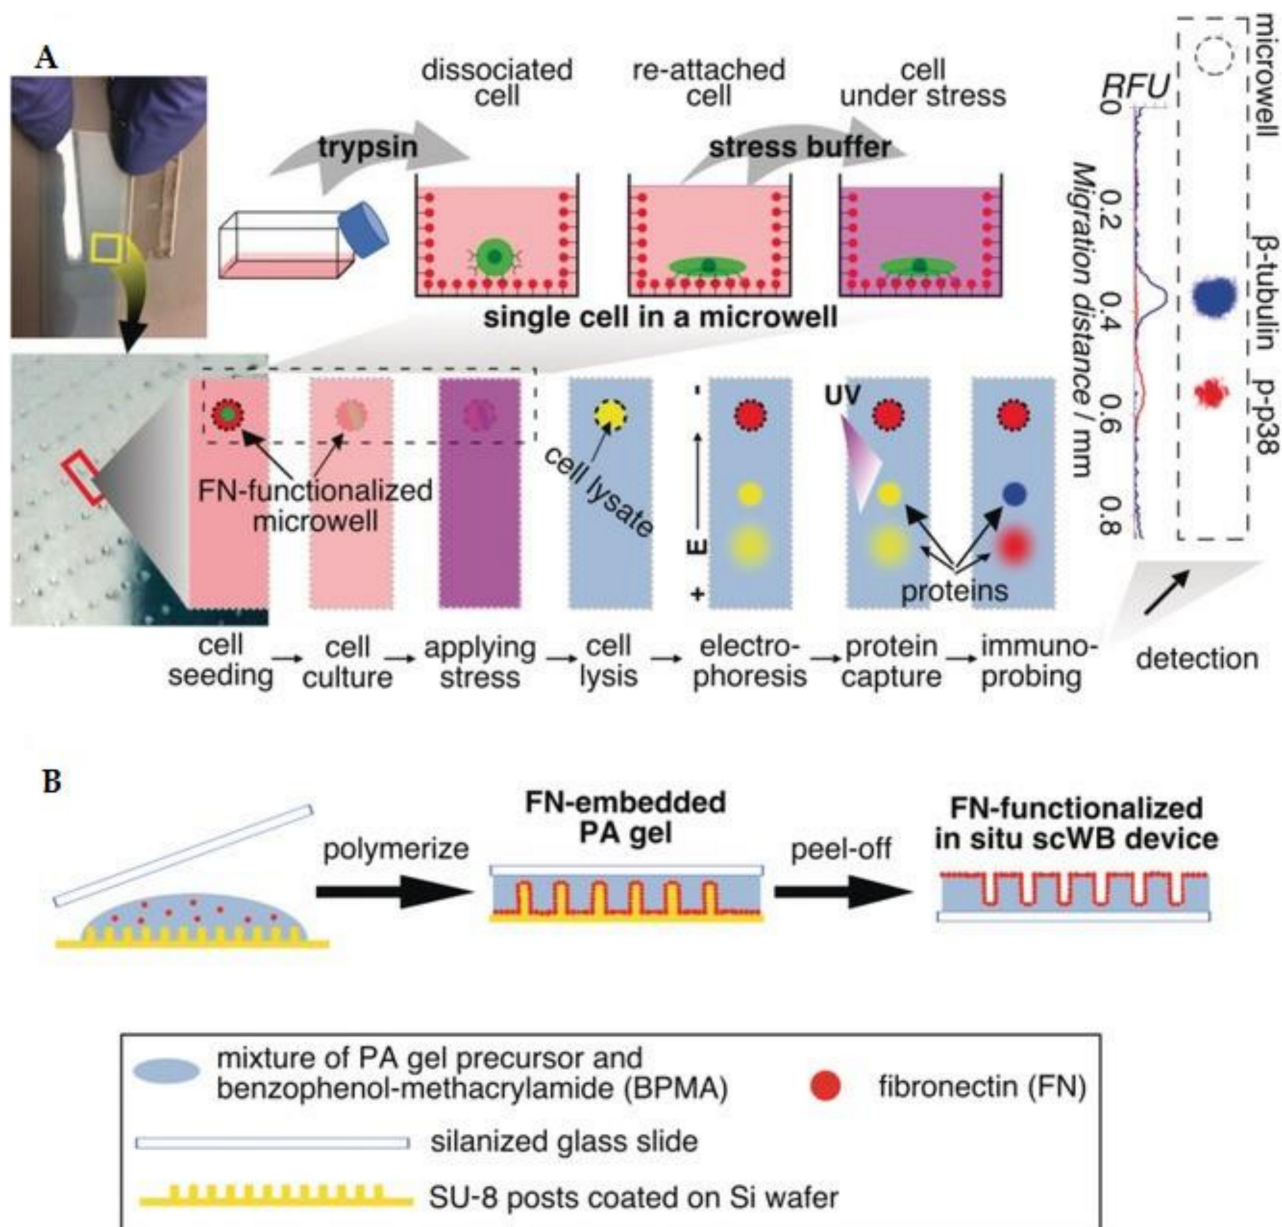 A
dissociated
cell
re-attached
cell
cell
under stress
trypsin
stress buffer
single cell in a microwell
FN-functionalized
microwell
cell lysate
+ E -
UV
proteins
cell
seeding
cell
culture
applying
stress
cell
lysis
electro-
phoresis
protein
capture
immuno-
probing
detection
RFU
0
0.2
0.4
0.6
0.8
Migration distance / mm
microwell
β-tubulin
p-p38
B
polymerize
FN-embedded
PA gel
peel-off
FN-functionalized
in situ scWB device
mixture of PA gel precursor and
benzophenol-methacrylamide (BPMA)
fibronectin (FN)
silanized glass slide
SU-8 posts coated on Si wafer